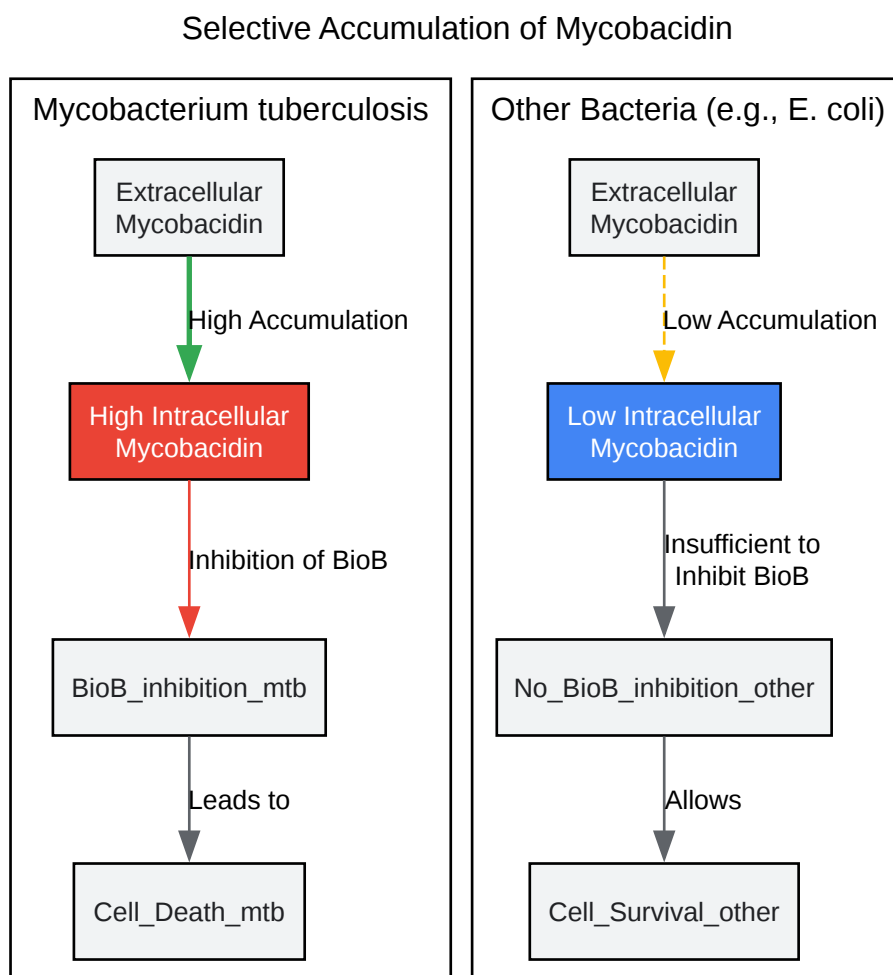 Selective Accumulation of Mycobacidin
Mycobacterium tuberculosis
Extracellular
Mycobacidin
High Accumulation
High Intracellular
Mycobacidin
Inhibition of BioB
BioB_inhibition_mtb
Leads to
Cell_Death_mtb
Other Bacteria (e.g., E. coli)
Extracellular
Mycobacidin
Low Accumulation
Low Intracellular
Mycobacidin
Insufficient to
Inhibit BioB
No_BioB_inhibition_other
Allows
Cell_Survival_other